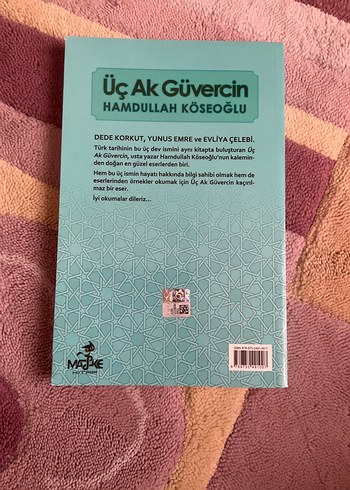 Üç Ak Güvercin
HAMDULLAH KÖSEOĞLU
DEDE KORKUT, YUNUS EMRE ve EVLİYA ÇELEBİ.
Türk tarihinin bu üç dev ismini aynı kitapta buluşturan Üç
Ak Güvercin, usta yazar Hamdullah Köseoğlu'nun kalemin-
den doğan en güzel eserlerden biri.
Hem bu üç ismin hayatı hakkında bilgi sahibi olmak hem de
eserlerinden örnekler okumak için Üç Ak Güvercin kaçırıl-
maz bir eser.
İyi okumalar dileriz...